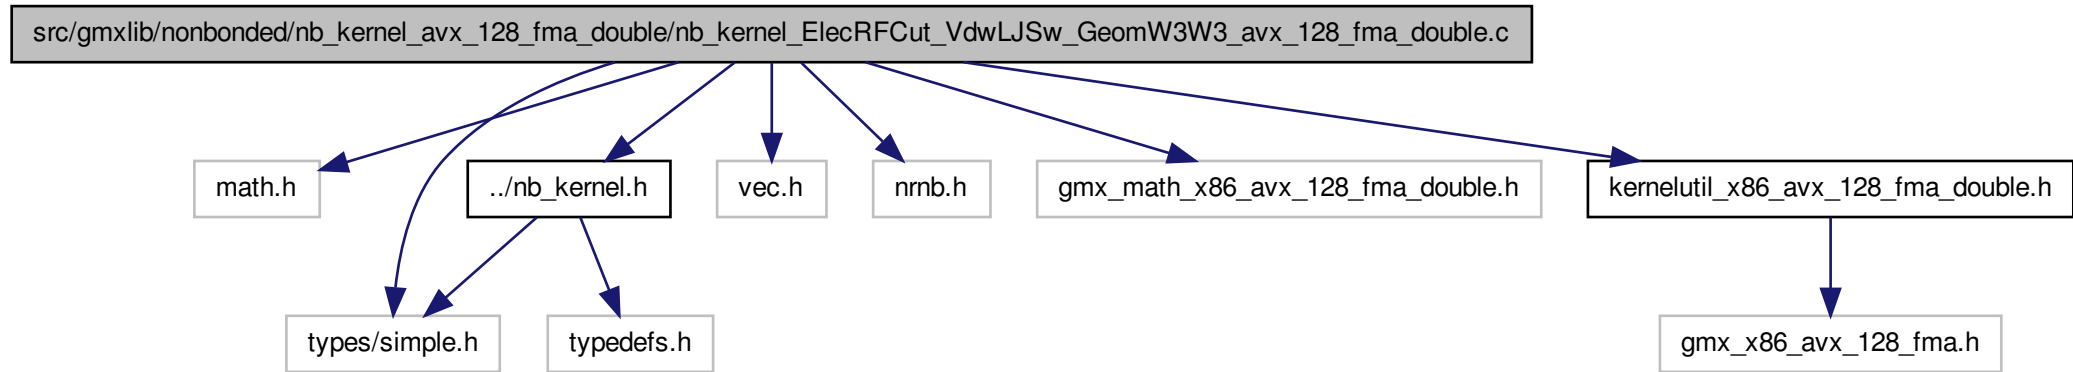 src/gmxlib/nonbonded/nb_kernel_avx_128_fma_double/nb_kernel_ElecRFCut_VdwLJSw_GeomW3W3_avx_128_fma_double.c
math.h
../nb_kernel.h
vec.h
nrnb.h
gmx_math_x86_avx_128_fma_double.h
kernelutil_x86_avx_128_fma_double.h
types/simple.h
typedefs.h
gmx_x86_avx_128_fma.h